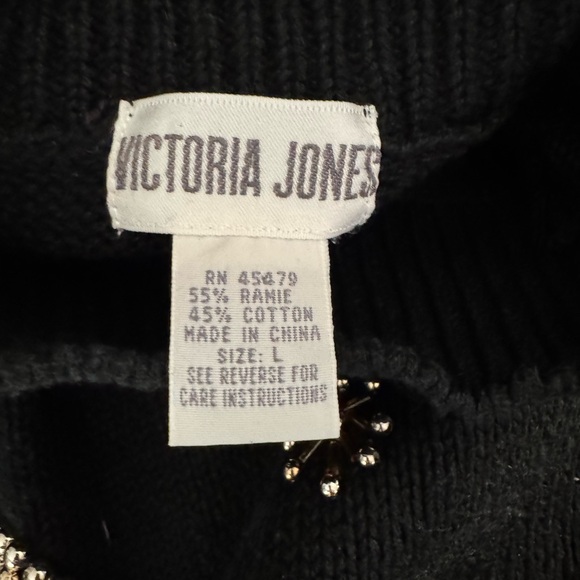 VICTORIA JONES
RN 45479
55% RAMIE
45% COTTON
MADE IN CHINA
SIZE: L
SEE REVERSE FOR
CARE INSTRUCTIONS